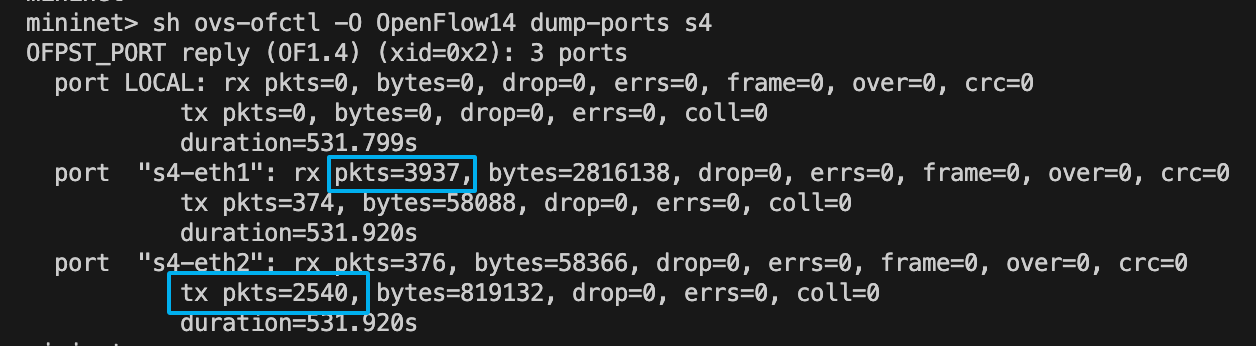 mininet> sh ovs-ofctl -O OpenFlow14 dump-ports s4
OFPST_PORT reply (OF1.4) (xid=0x2): 3 ports
port LOCAL: rx pkts=0, bytes=0, drop=0, errs=0, frame=0, over=0, crc=0
tx pkts=0, bytes=0, drop=0, errs=0, coll=0
duration=531.799s
port "s4-eth1": rx pkts=3937, bytes=2816138, drop=0, errs=0, frame=0, over=0, crc=0
tx pkts=374, bytes=58088, drop=0, errs=0, coll=0
duration=531.920s
port "s4-eth2": rx pkts=376, bytes=58366, drop=0, errs=0, frame=0, over=0, crc=0
tx pkts=2540, bytes=819132, drop=0, errs=0, coll=0
duration=531.920s